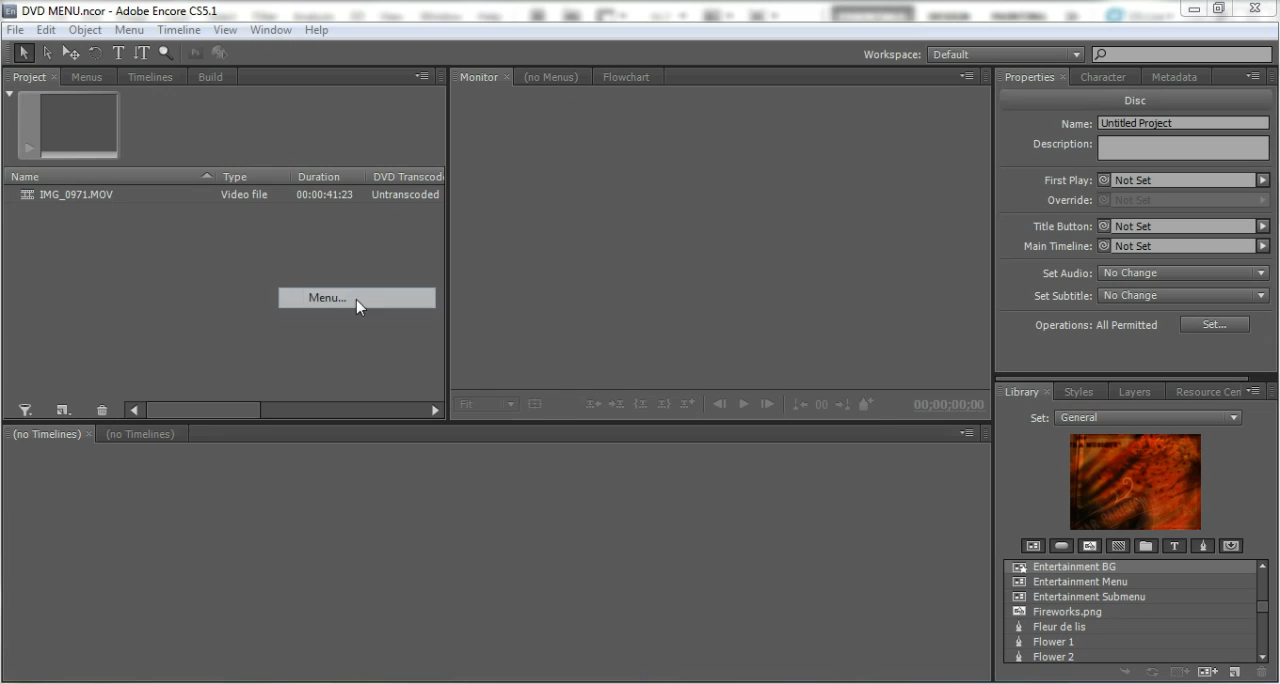 En DVD MENU.ncor - Adobe Encore CS5.1
File Edit Object Menu Timeline View Window Help
Workspace: Default
Project Menus Timelines Build
Monitor (no Menus) Flowchart
Properties Character Metadata
Disc
Name: Untitled Project
Description:
Name Type Duration DVD Transcod
IMG_0971.MOV Video file 00:00:41:23 Untranscoded
First Play: Not Set
Override: Not Set
Title Button: Not Set
Main Timeline: Not Set
Set Audio: No Change
Set Subtitle: No Change
Operations: All Permitted Set...
Menu...
Fit 00;00;00;00
Library Styles Layers Resource Cen
Set: General
(no Timelines) (no Timelines)
Entertainment BG
Entertainment Menu
Entertainment Submenu
Fireworks.png
Fleur de lis
Flower 1
Flower 2